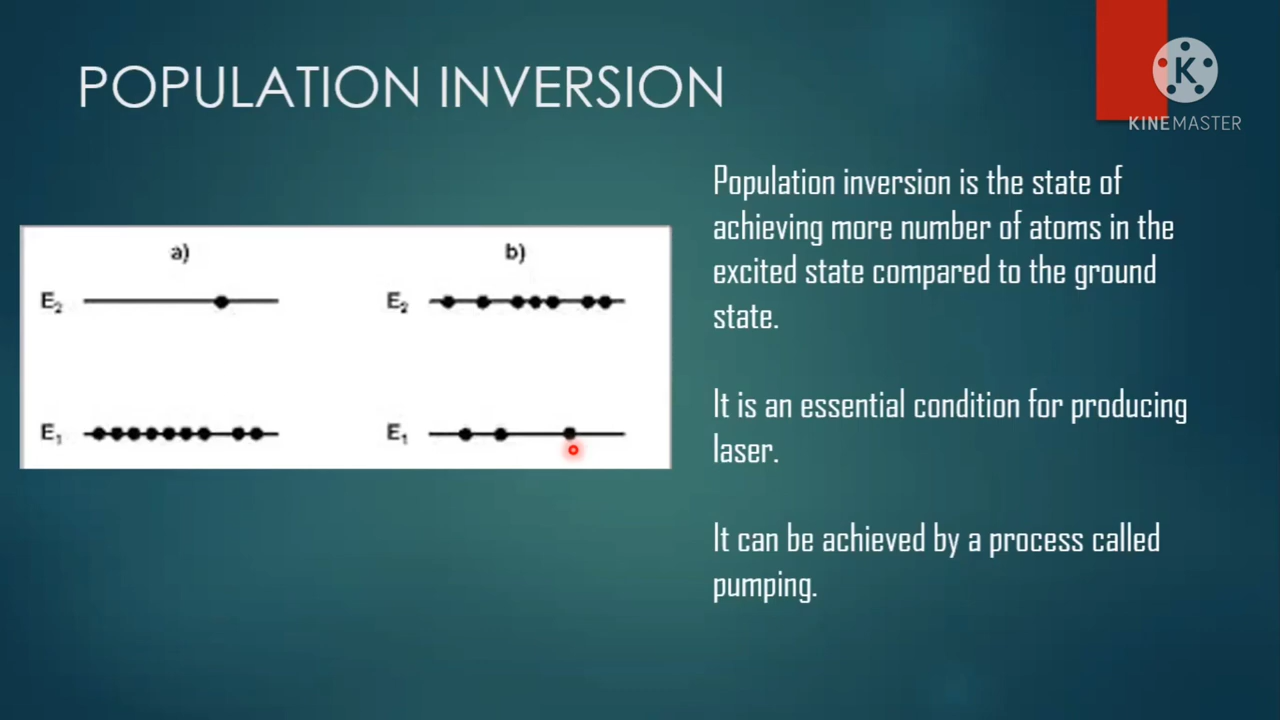 POPULATION INVERSION
K
KINEMASTER
a)
b)
E₂
E₂
E₁
E₁
Population inversion is the state of
achieving more number of atoms in the
excited state compared to the ground
state.
It is an essential condition for producing
laser.
It can be achieved by a process called
pumping.